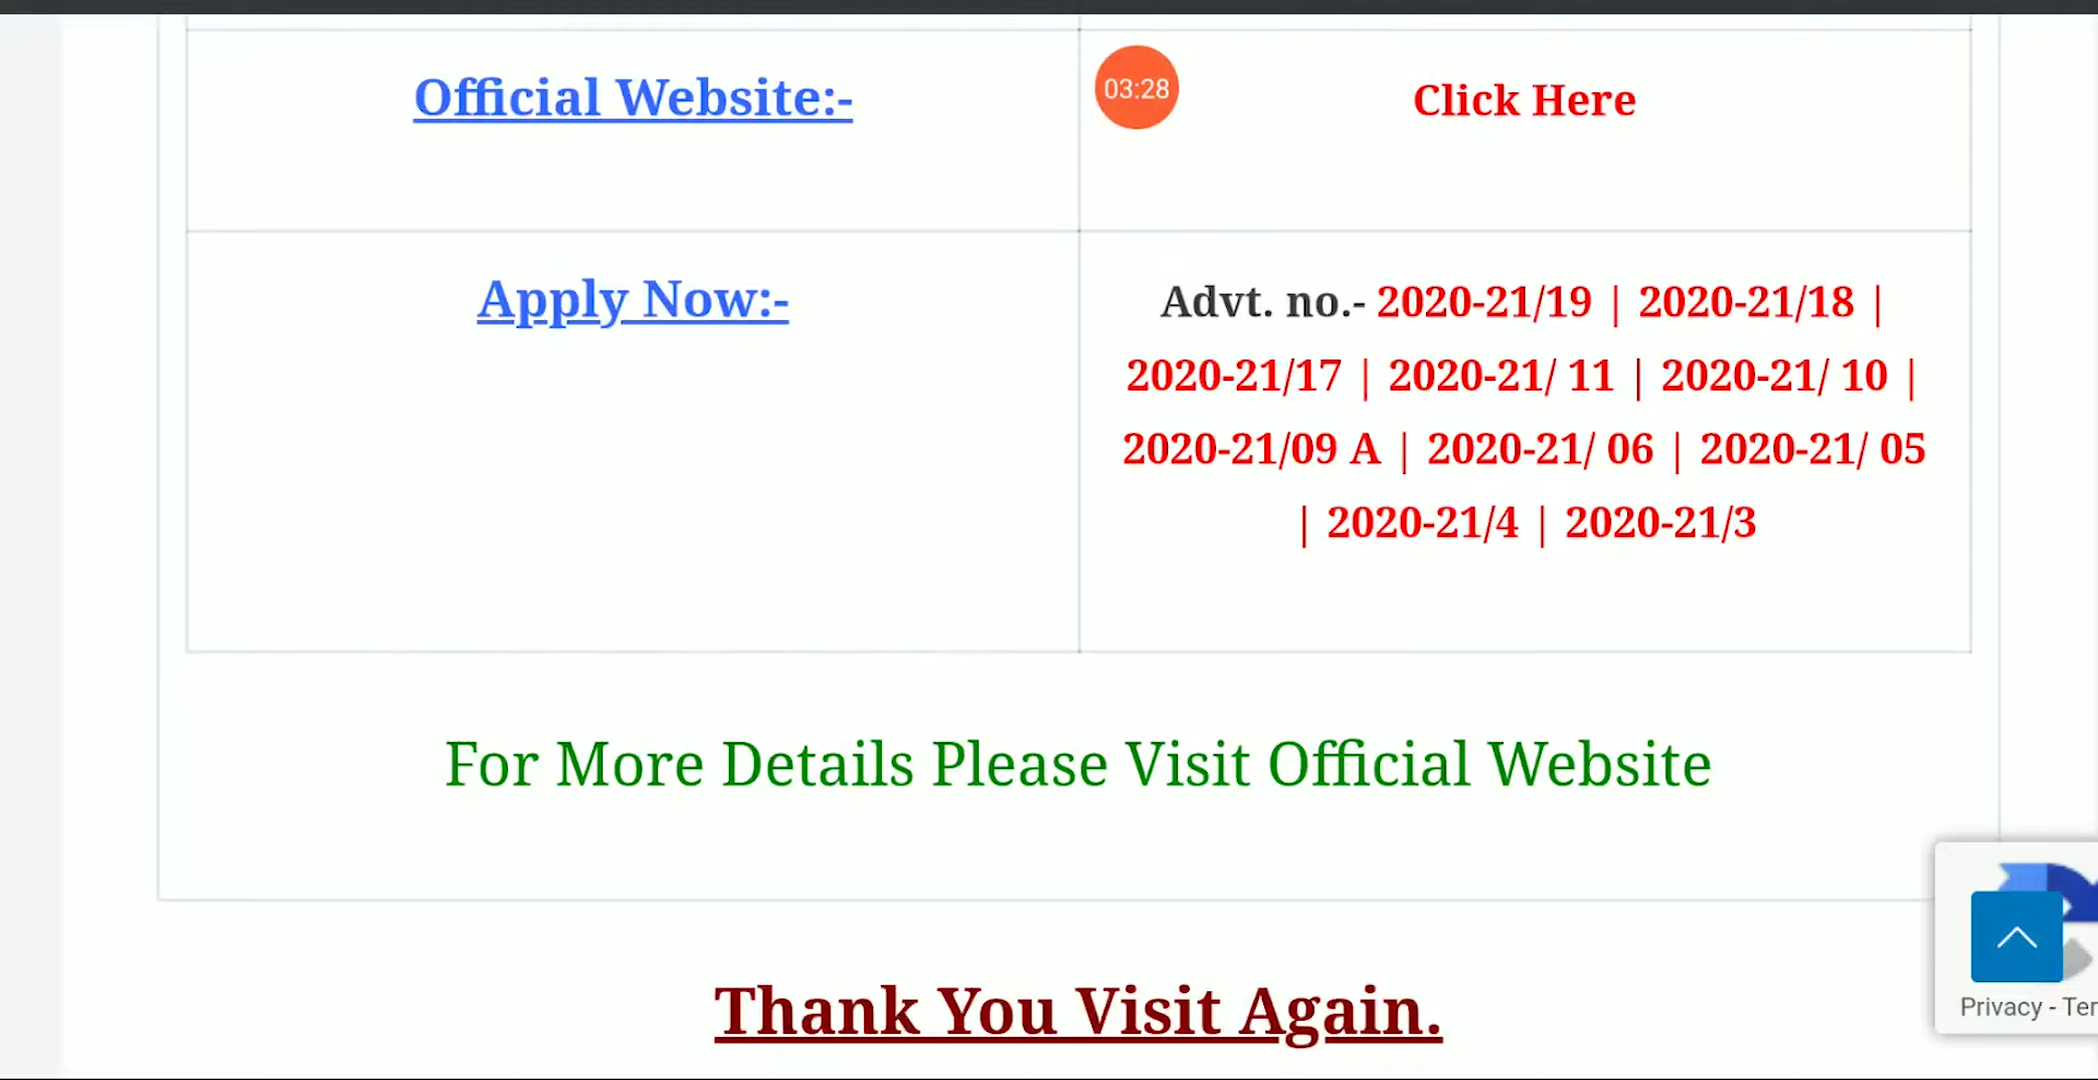 Official Website:-
03:28
Click Here
Apply Now:-
Advt. no.- 2020-21/19 | 2020-21/18 |
2020-21/17 | 2020-21/ 11 | 2020-21/ 10 |
2020-21/09 A | 2020-21/ 06 | 2020-21/ 05
| 2020-21/4 | 2020-21/3
For More Details Please Visit Official Website
Thank You Visit Again.
Privacy - Ter